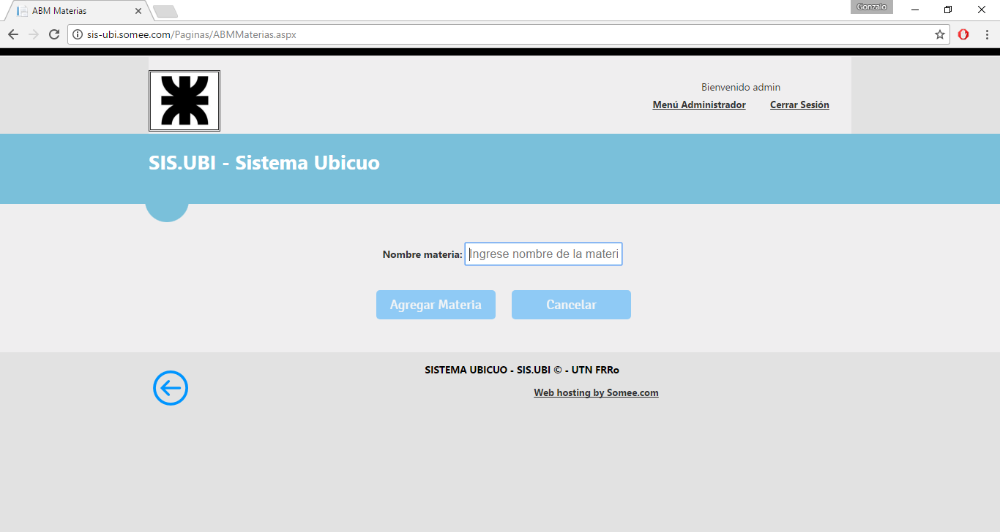 ABM Materias
Gonzalo
sis-ubi.somee.com/Paginas/ABMMaterias.aspx
Bienvenido admin
Menú Administrador Cerrar Sesión
SIS.UBI - Sistema Ubicuo
Nombre materia: Ingrese nombre de la materi
Agregar Materia Cancelar
SISTEMA UBICUO - SIS.UBI © - UTN FRRo
Web hosting by Somee.com